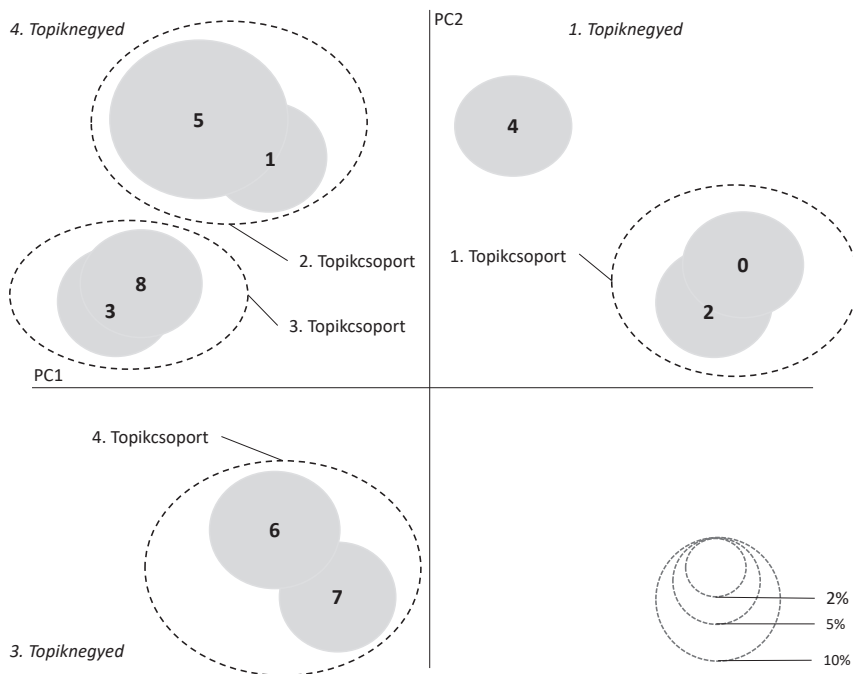 4. Topiknegyed
PC2
1. Topiknegyed
5
1
4
2. Topikcsoport
1. Topikcsoport
0
2
8
3
3. Topikcsoport
PC1
4. Topikcsoport
6
7
3. Topiknegyed
2%
5%
10%